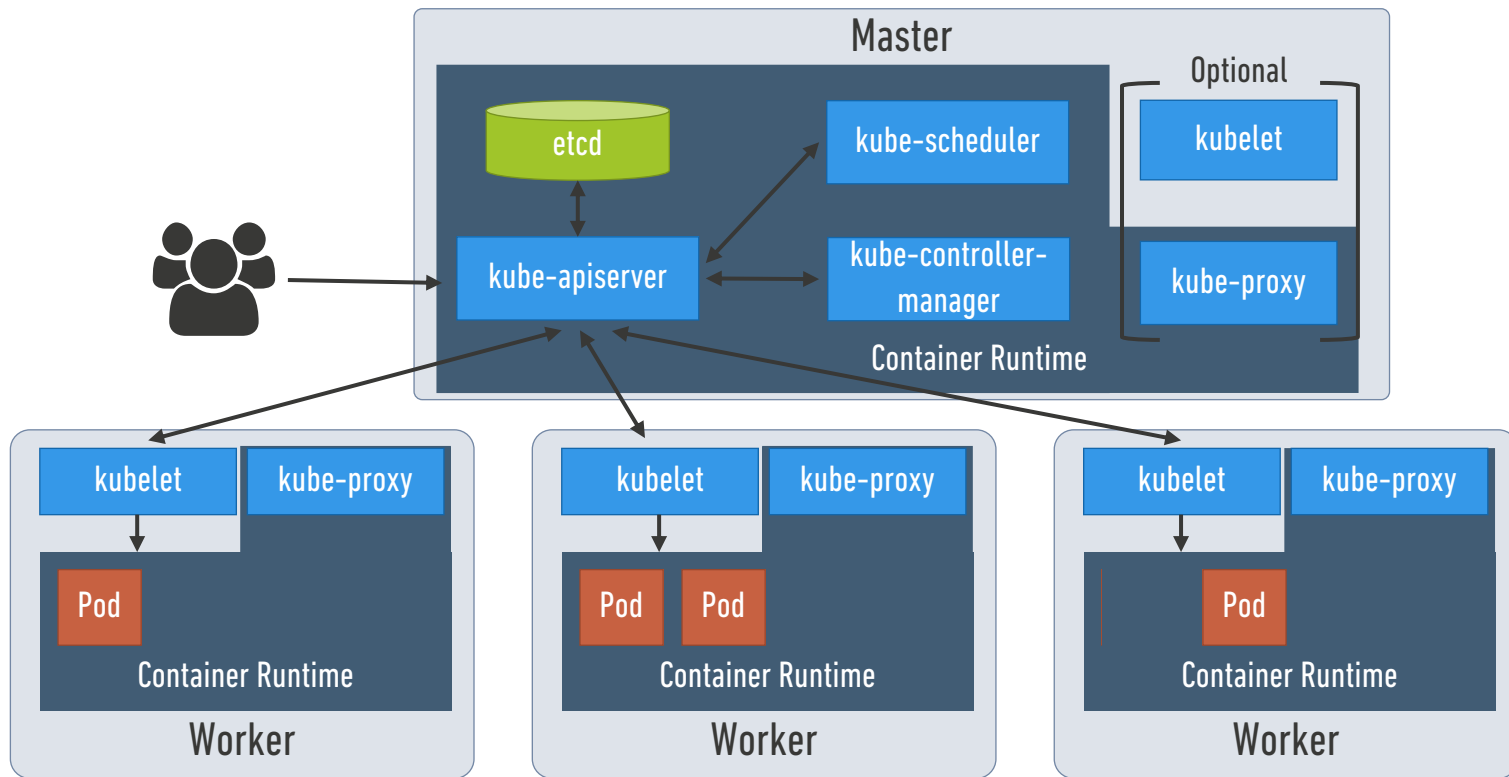 Master
Optional
etcd
kube-scheduler
kubelet
kube-apiserver
kube-controller-
manager
kube-proxy
Container Runtime
kubelet
kube-proxy
Pod
Container Runtime
Worker
kubelet
kube-proxy
Pod
Pod
Container Runtime
Worker
kubelet
kube-proxy
Pod
Container Runtime
Worker